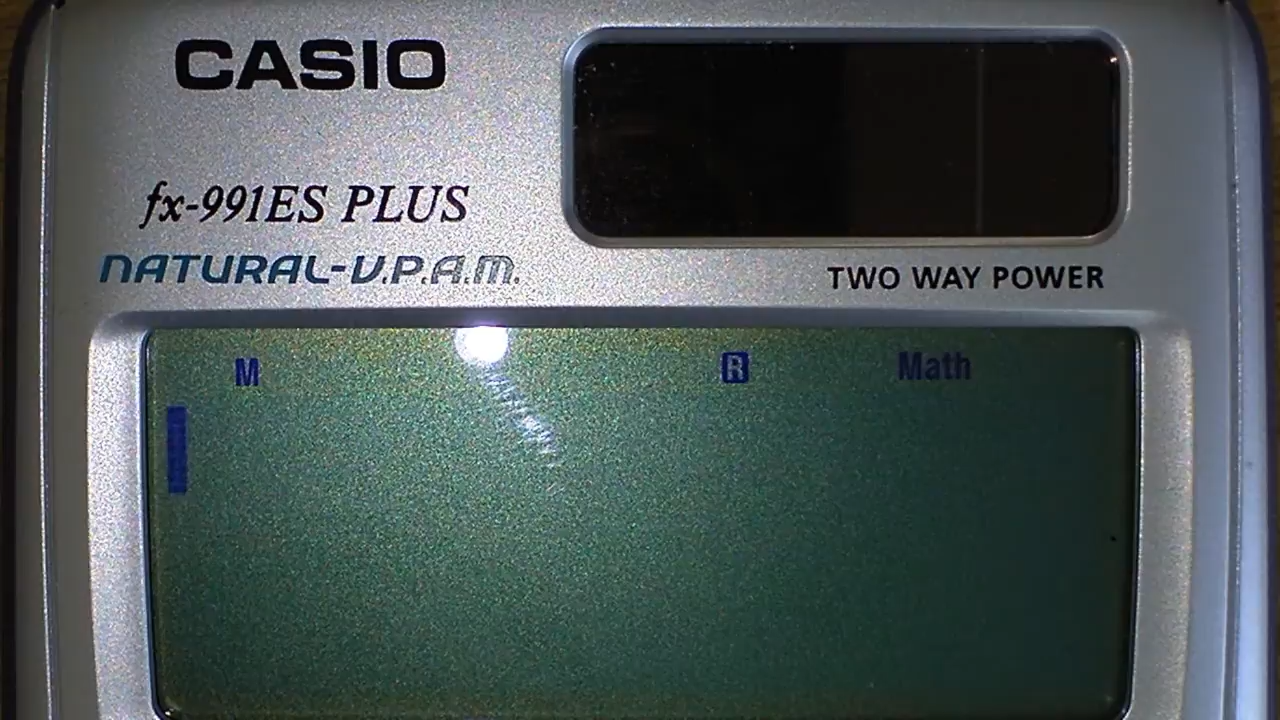 CASIO
fx-991ES PLUS
NATURAL-V.P.A.M.
TWO WAY POWER
M R Math